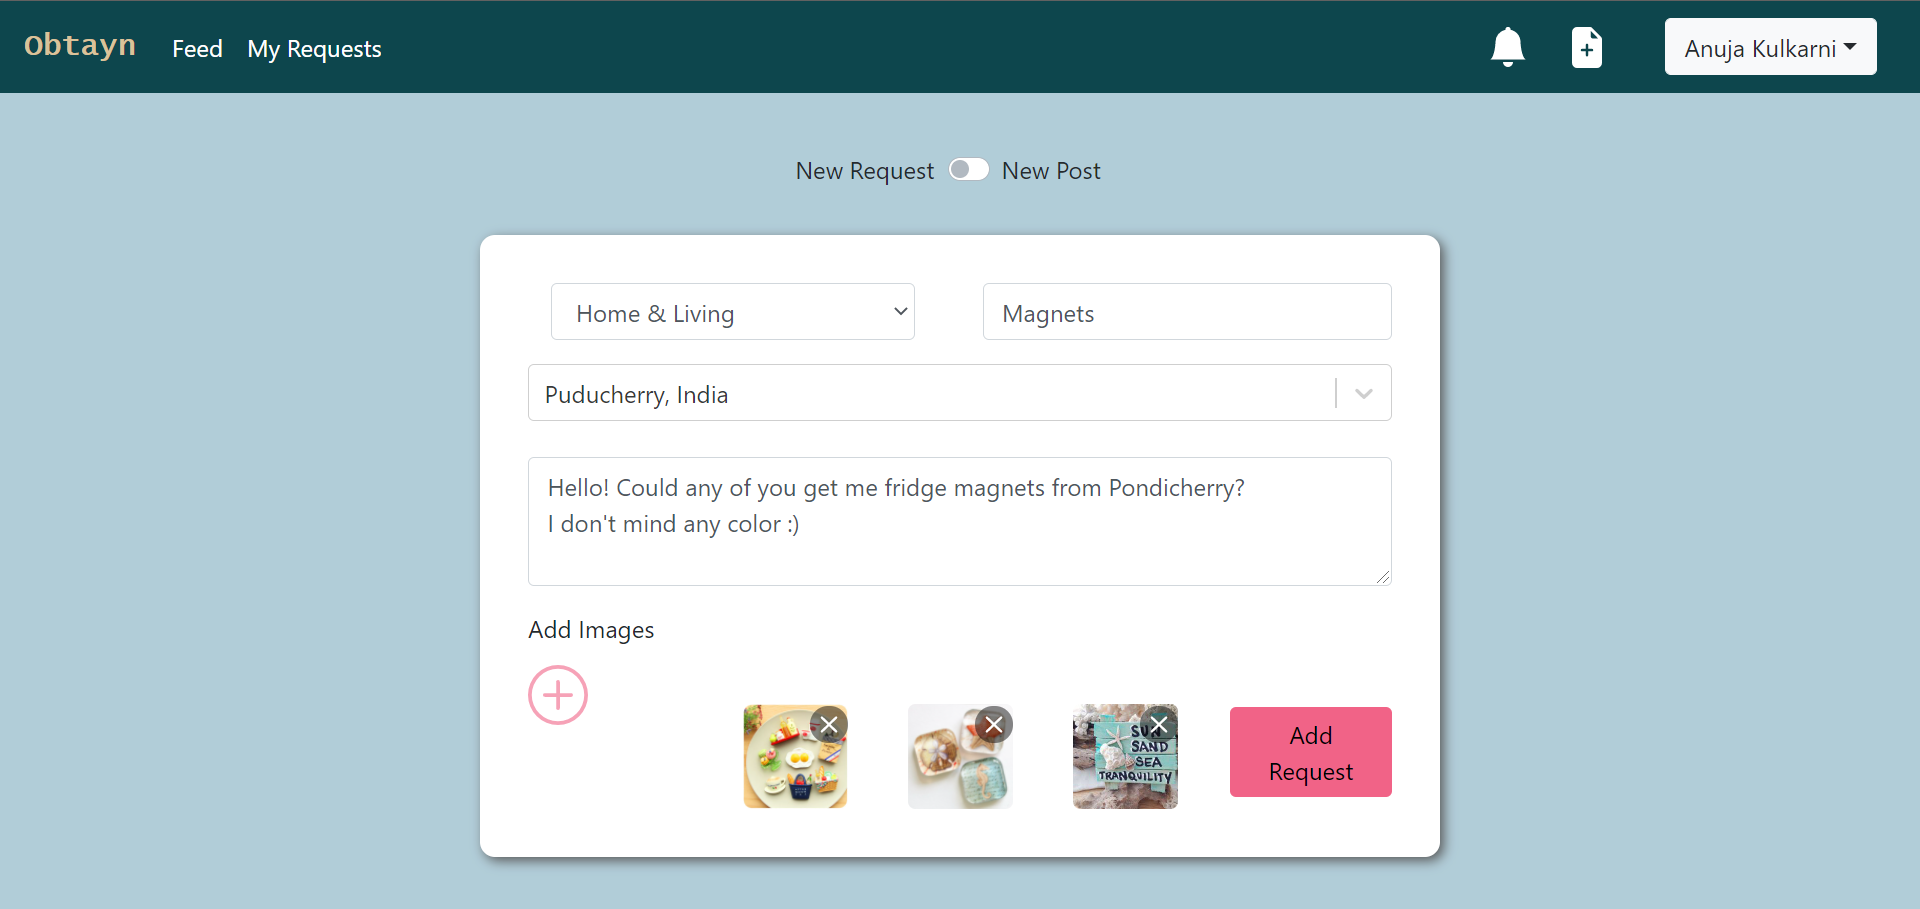 Obtayn
Feed
My Requests
Anuja Kulkarni
New Request
New Post
Home & Living
Magnets
Puducherry, India
Hello! Could any of you get me fridge magnets from Pondicherry?
I don't mind any color :)
Add Images
SUN
SAND
SEA
TRANQUILITY
Add
Request